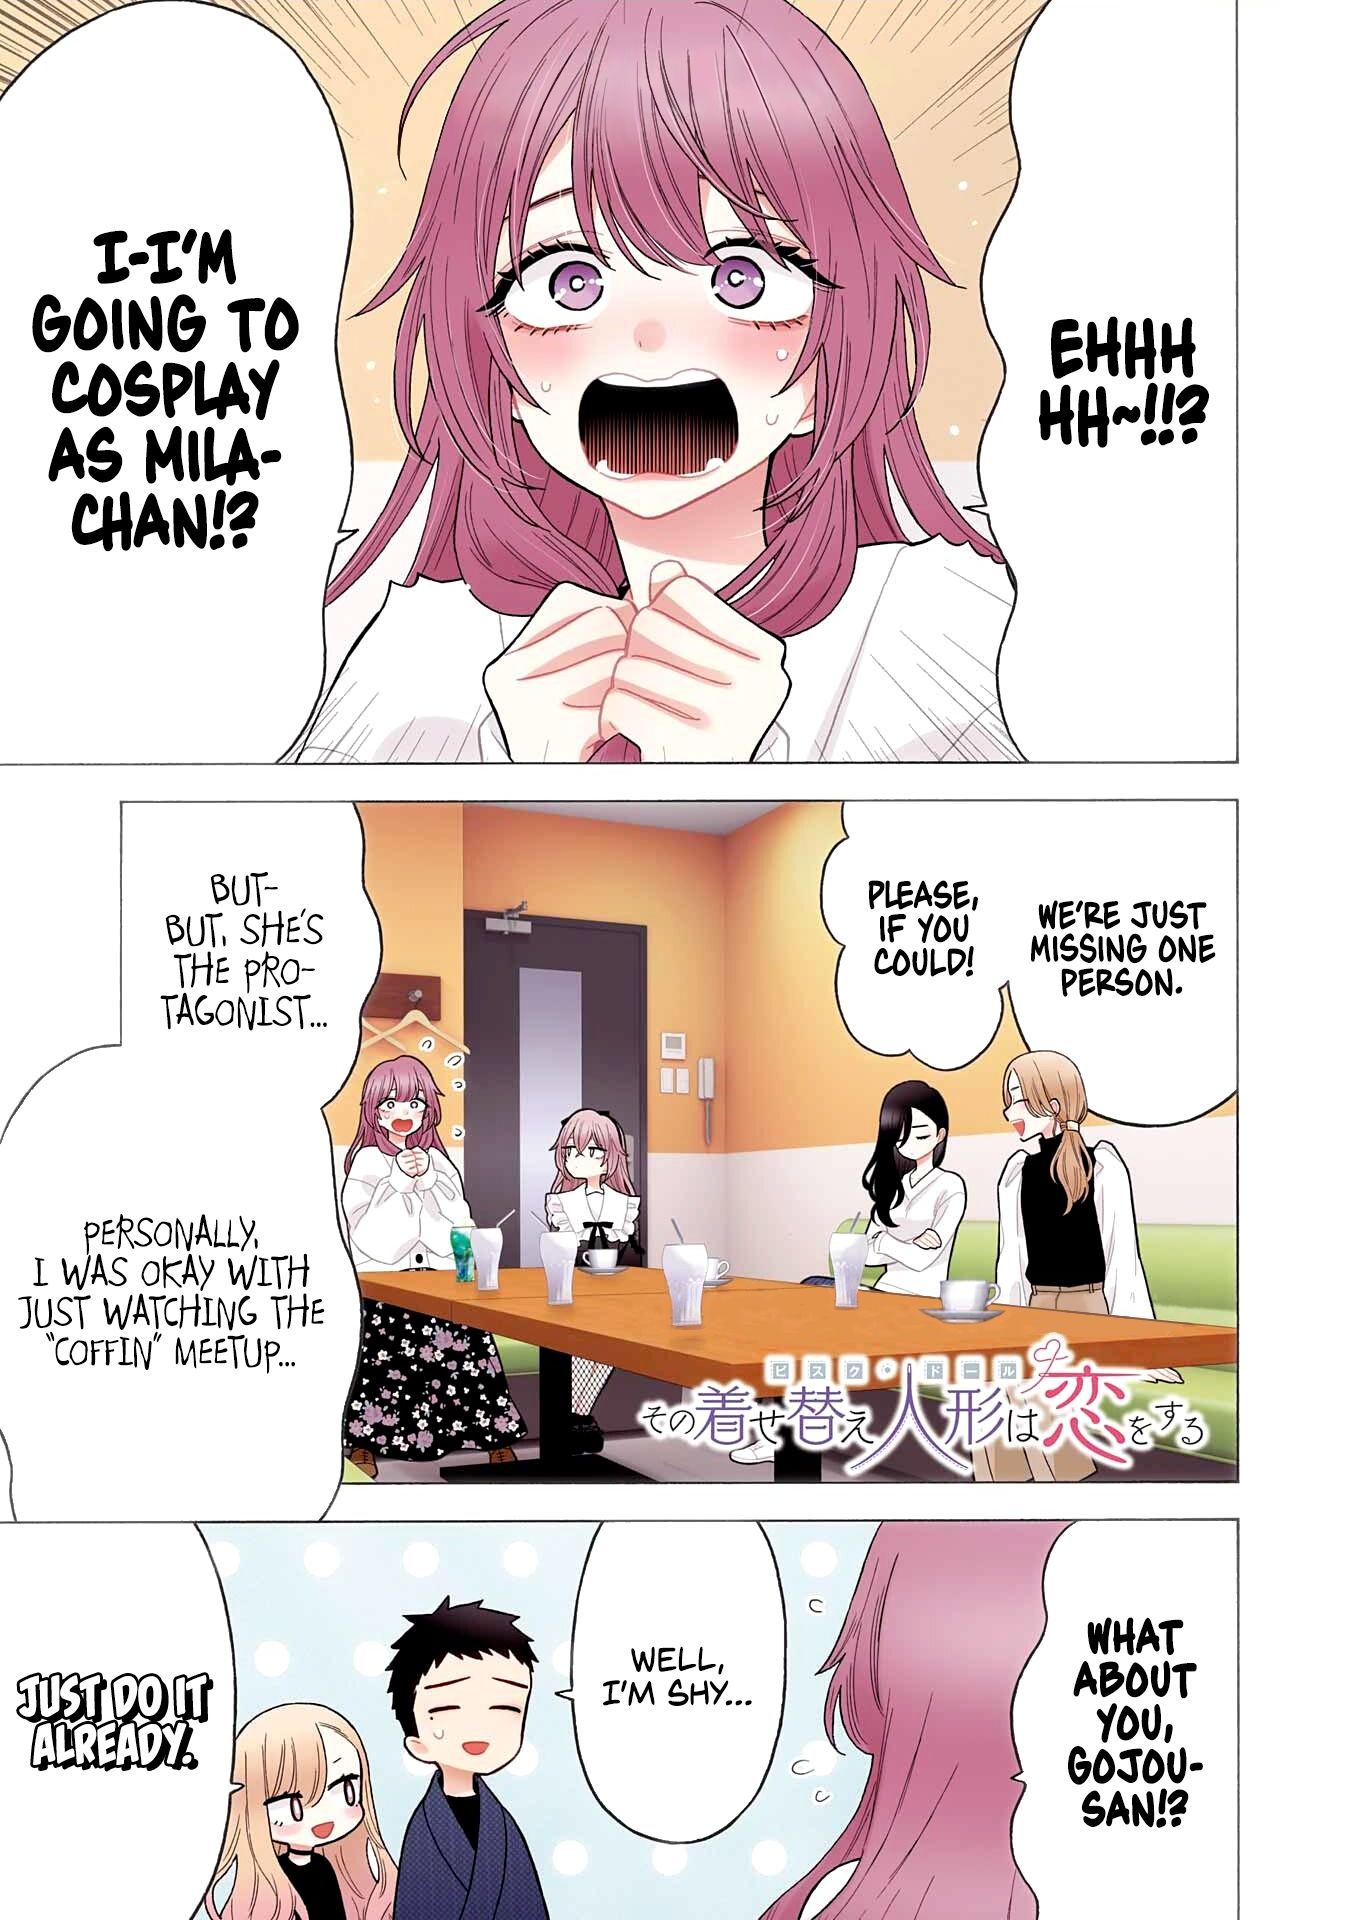 EHHH
HH~!!?
I-I'M
GOING TO
COSPLAY
AS MILA-
CHAN!?
WE'RE JUST
MISSING ONE
PERSON.
PLEASE,
IF YOU
COULD!
BUT-
BUT, SHE'S
THE PRO-
TAGONIST...
PERSONALLY,
I WAS OKAY WITH
JUST WATCHING THE
"COFFIN" MEETUP...
ビスク・ドール
その着せ替え人形は恋をする
WHAT
ABOUT
YOU,
GOJOU-
SAN!?
WELL,
I'M SHY...
JUST DO IT
ALREADY.